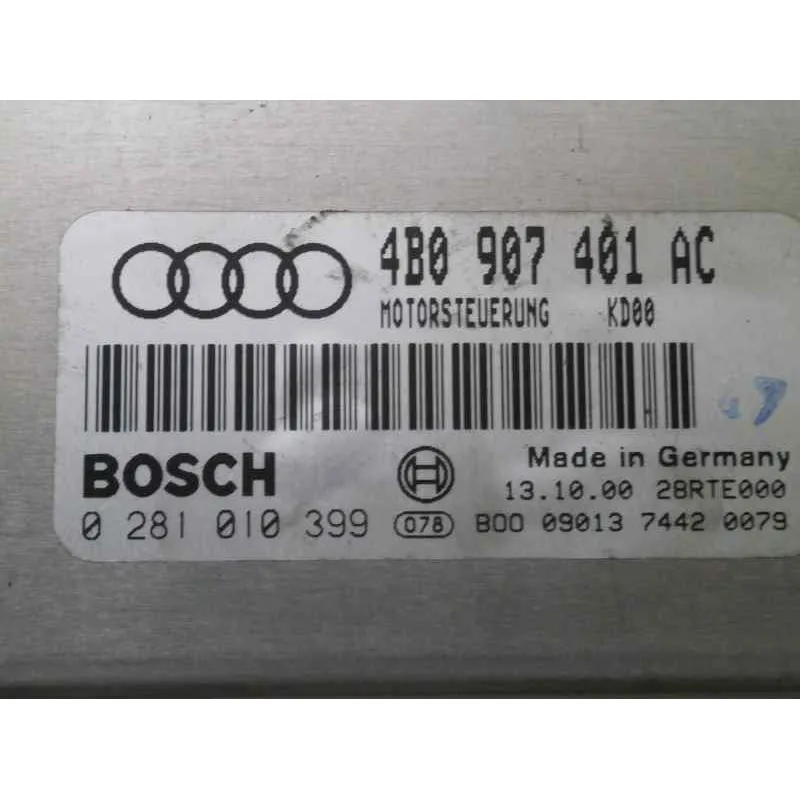 4B0 907 401 AC
MOTORSTEUERUNG KD00
BOSCH
Made in Germany
13.10.00 28RTE000
0 281 010 399 078 B00 09013 7442 0079